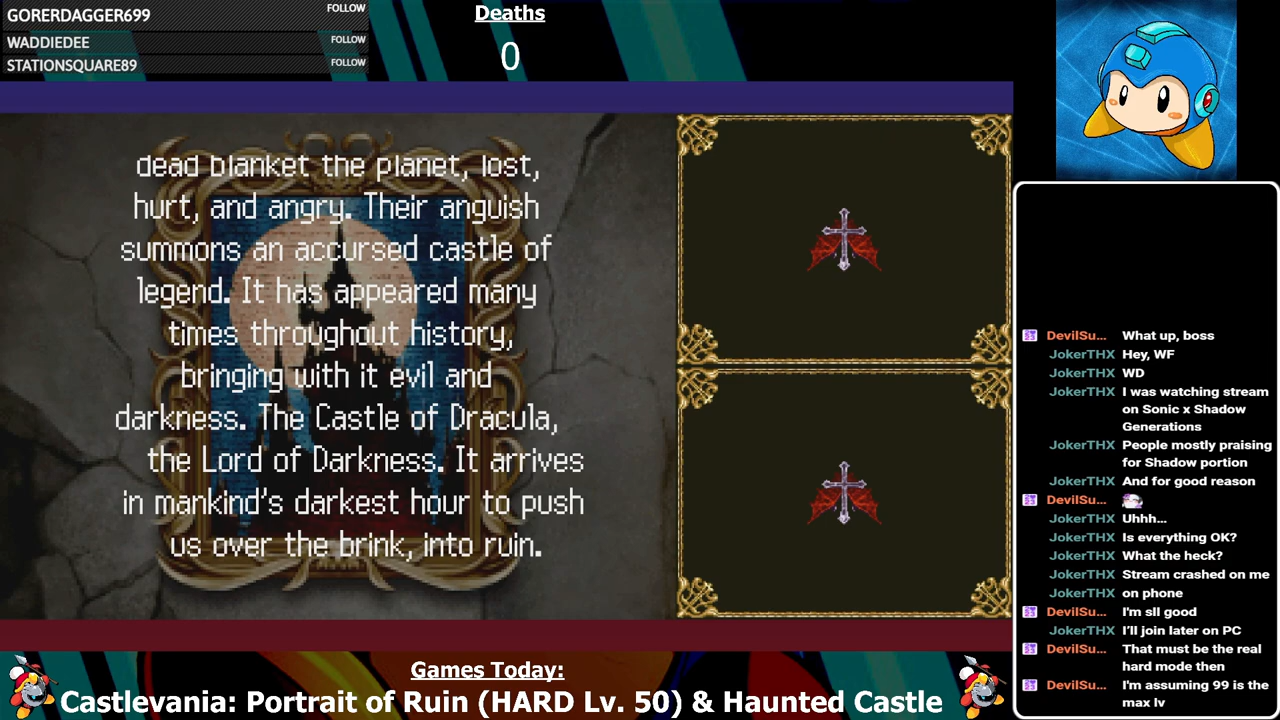 GORERDAGGER699 FOLLOW
WADDIEDEE FOLLOW
STATIONSQUARE89 FOLLOW
Deaths
0
dead blanket the planet, lost,
hurt, and angry. Their anguish
summons an accursed castle of
legend. It has appeared many
times throughout history,
bringing with it evil and
darkness. The Castle of Dracula,
the Lord of Darkness. It arrives
in mankind's darkest hour to push
us over the brink, into ruin.
DevilSu... What up, boss
JokerTHX Hey, WF
JokerTHX WD
JokerTHX I was watching stream
on Sonic x Shadow
Generations
JokerTHX People mostly praising
for Shadow portion
JokerTHX And for good reason
DevilSu...
JokerTHX Uhhh...
JokerTHX Is everything OK?
JokerTHX What the heck?
JokerTHX Stream crashed on me
JokerTHX on phone
DevilSu... I'm sll good
JokerTHX I'll join later on PC
DevilSu... That must be the real
hard mode then
DevilSu... I'm assuming 99 is the
max lv
Games Today:
Castlevania: Portrait of Ruin (HARD Lv. 50) & Haunted Castle